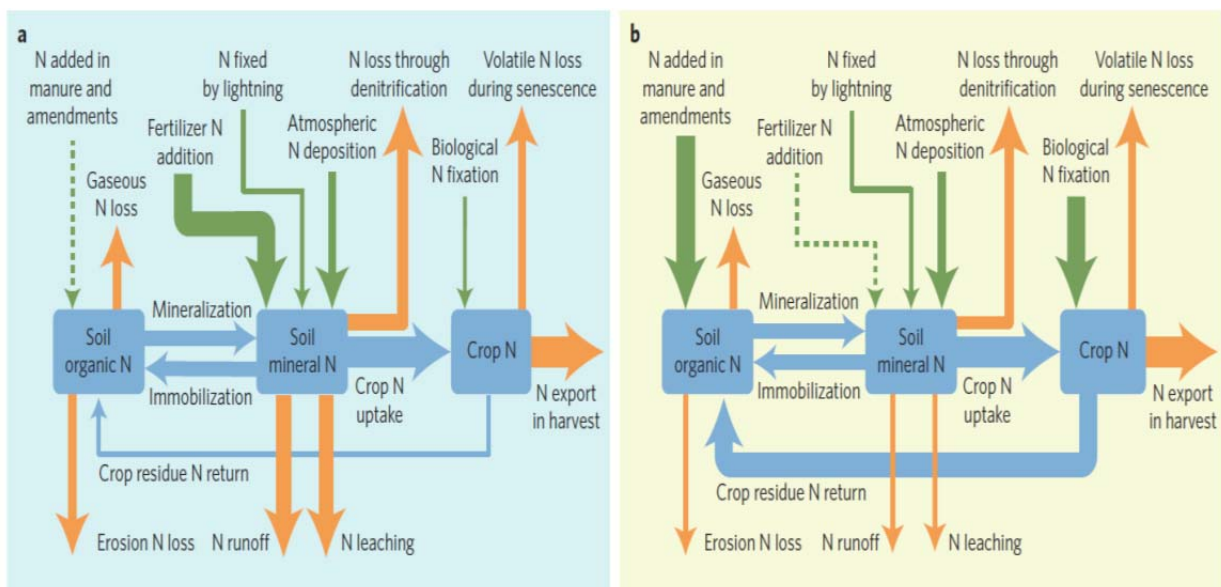 a
N added in
manure and
amendments
N fixed
by lightning
N loss through
denitrification
Volatile N loss
during senescence
Fertilizer N
addition
Atmospheric
N deposition
Biological
N fixation
Gaseous
N loss
Mineralization
Soil
organic N
Soil
mineral N
Crop N
Immobilization
Crop N
uptake
N export
in harvest
Crop residue N return
Erosion N loss
N runoff
N leaching
b
N added in
manure and
amendments
N fixed
by lightning
N loss through
denitrification
Volatile N loss
during senescence
Fertilizer N
addition
Atmospheric
N deposition
Biological
N fixation
Gaseous
N loss
Mineralization
Soil
organic N
Soil
mineral N
Crop N
Immobilization
Crop N
uptake
N export
in harvest
Crop residue N return
Erosion N loss
N runoff
N leaching